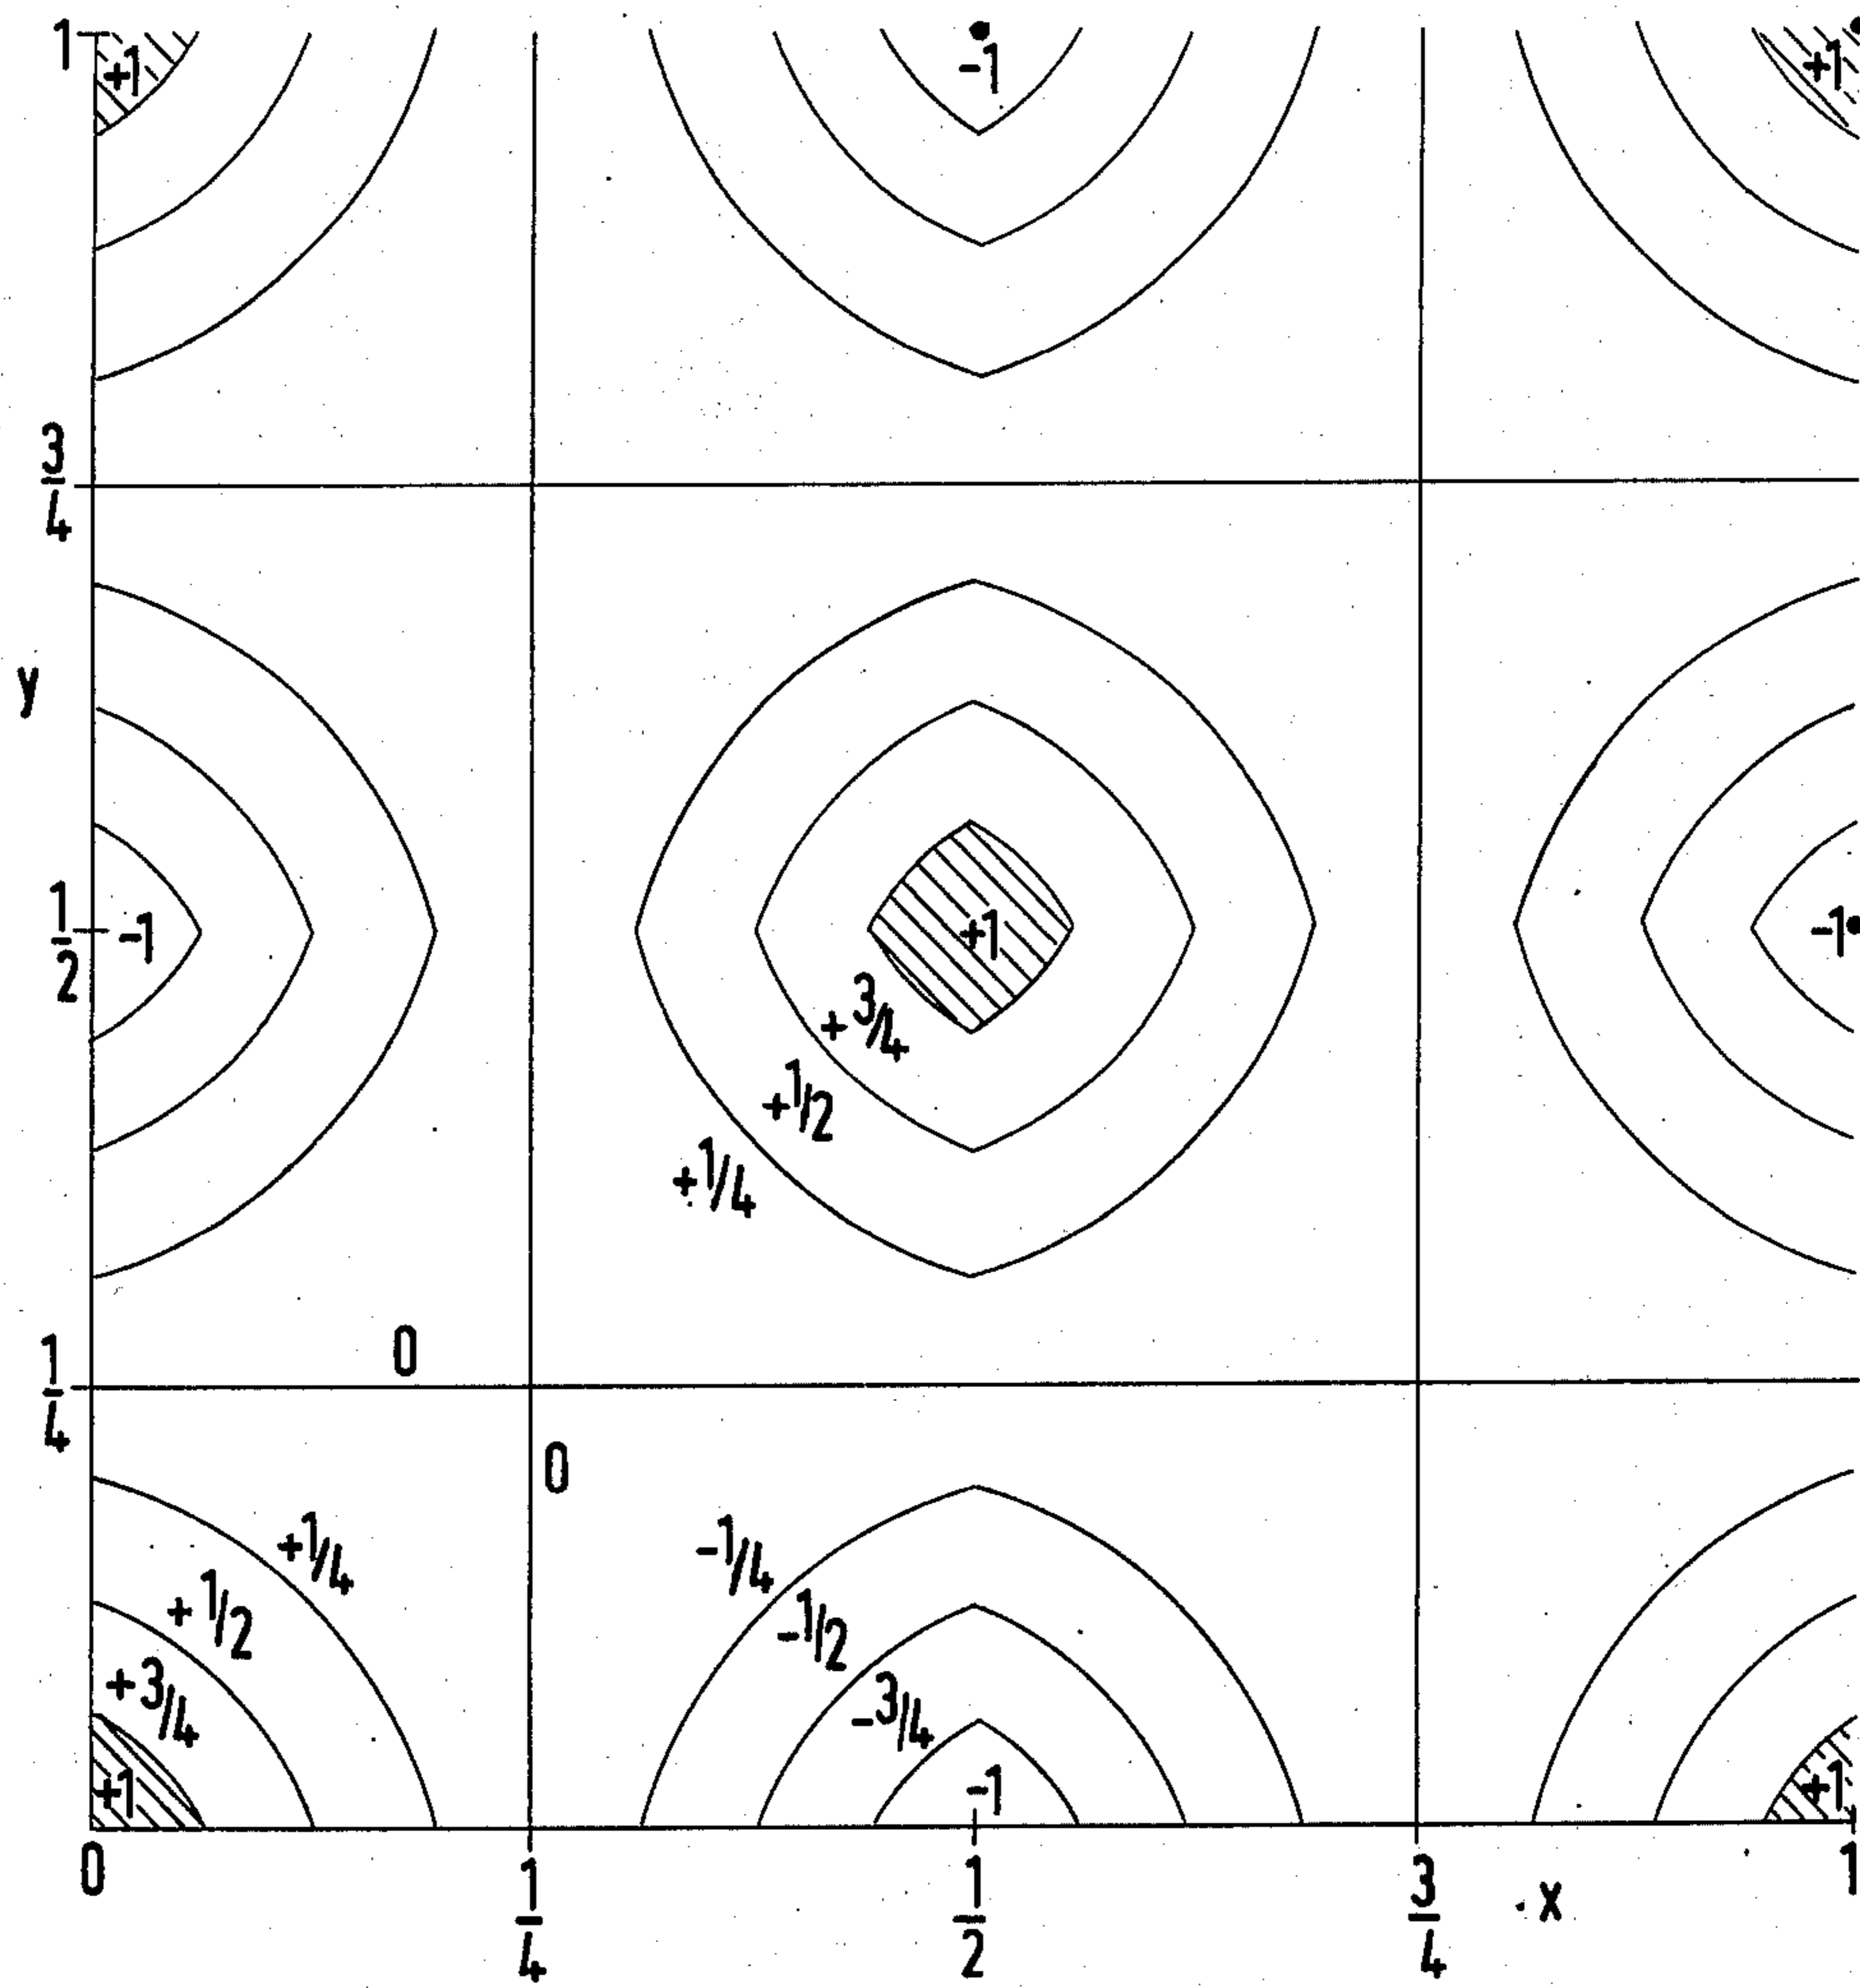 1 +1 -1 +1
3/4
y
1/2 -1 +1 -1
+3/4
+1/2
+1/4
0
1/4
0
+1/4 -1/4
+1/2 -1/2
+3/4 -3/4
+1 -1 +1
0 1/4 1/2 3/4 x 1